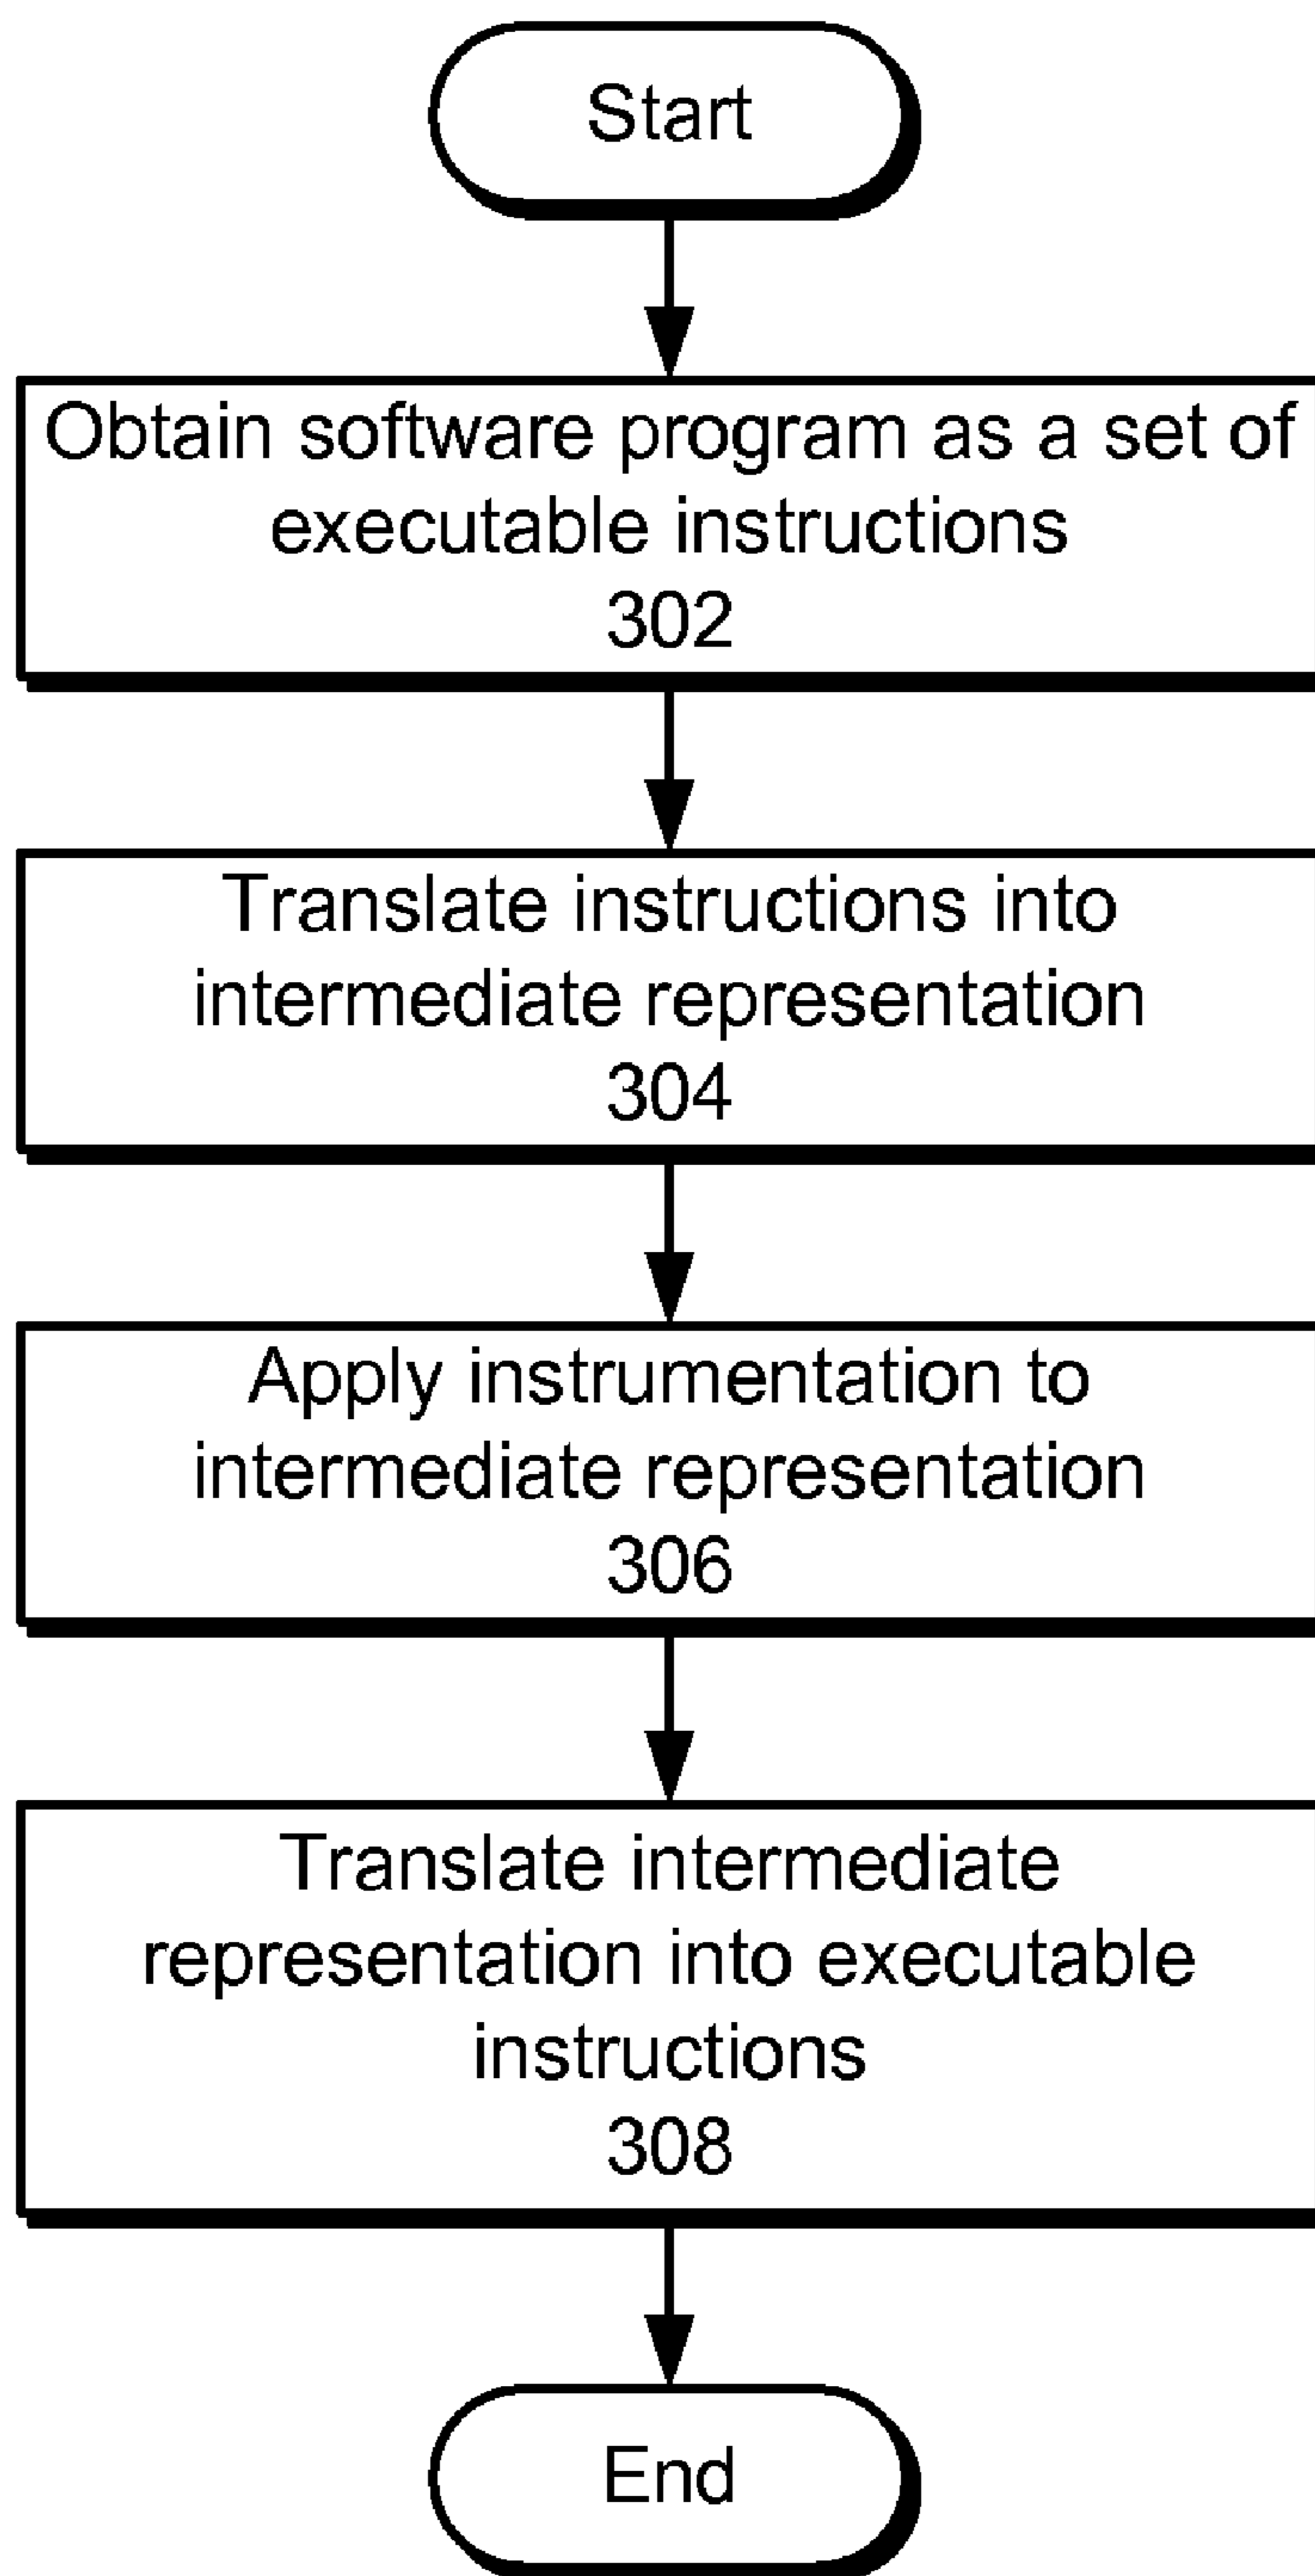 Start
Obtain software program as a set of
executable instructions
302
Translate instructions into
intermediate representation
304
Apply instrumentation to
intermediate representation
306
Translate intermediate
representation into executable
instructions
308
End